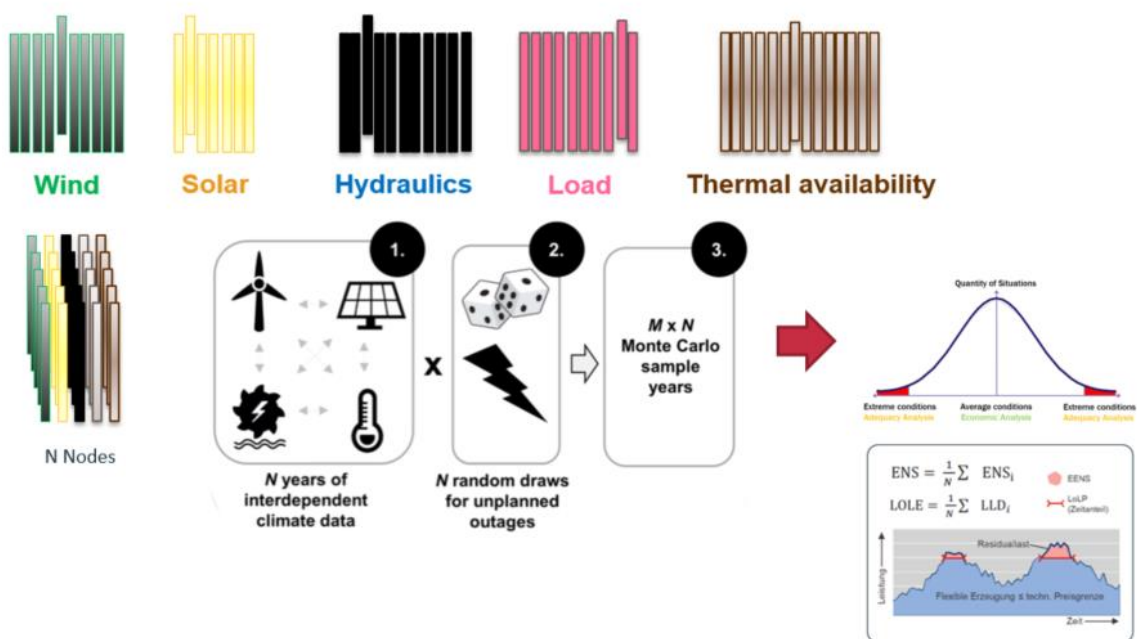 Wind
Solar
Hydraulics
Load
Thermal availability
N Nodes
1.
2.
3.
x
M x N
Monte Carlo
sample
years
N years of
interdependent
climate data
N random draws
for unplanned
outages
Quantity of Situations
Extreme conditions
Adequacy Analysis
Average conditions
Economic Analysis
Extreme conditions
Adequacy Analysis
ENS = 1/N ∑ ENSᵢ
LOLE = 1/N ∑ LLDᵢ
EENS
LoLP
(Zeitanteil)
Residuallast
Leistung
Flexible Erzeugung ≤ techn. Preisgrenze
Zeit